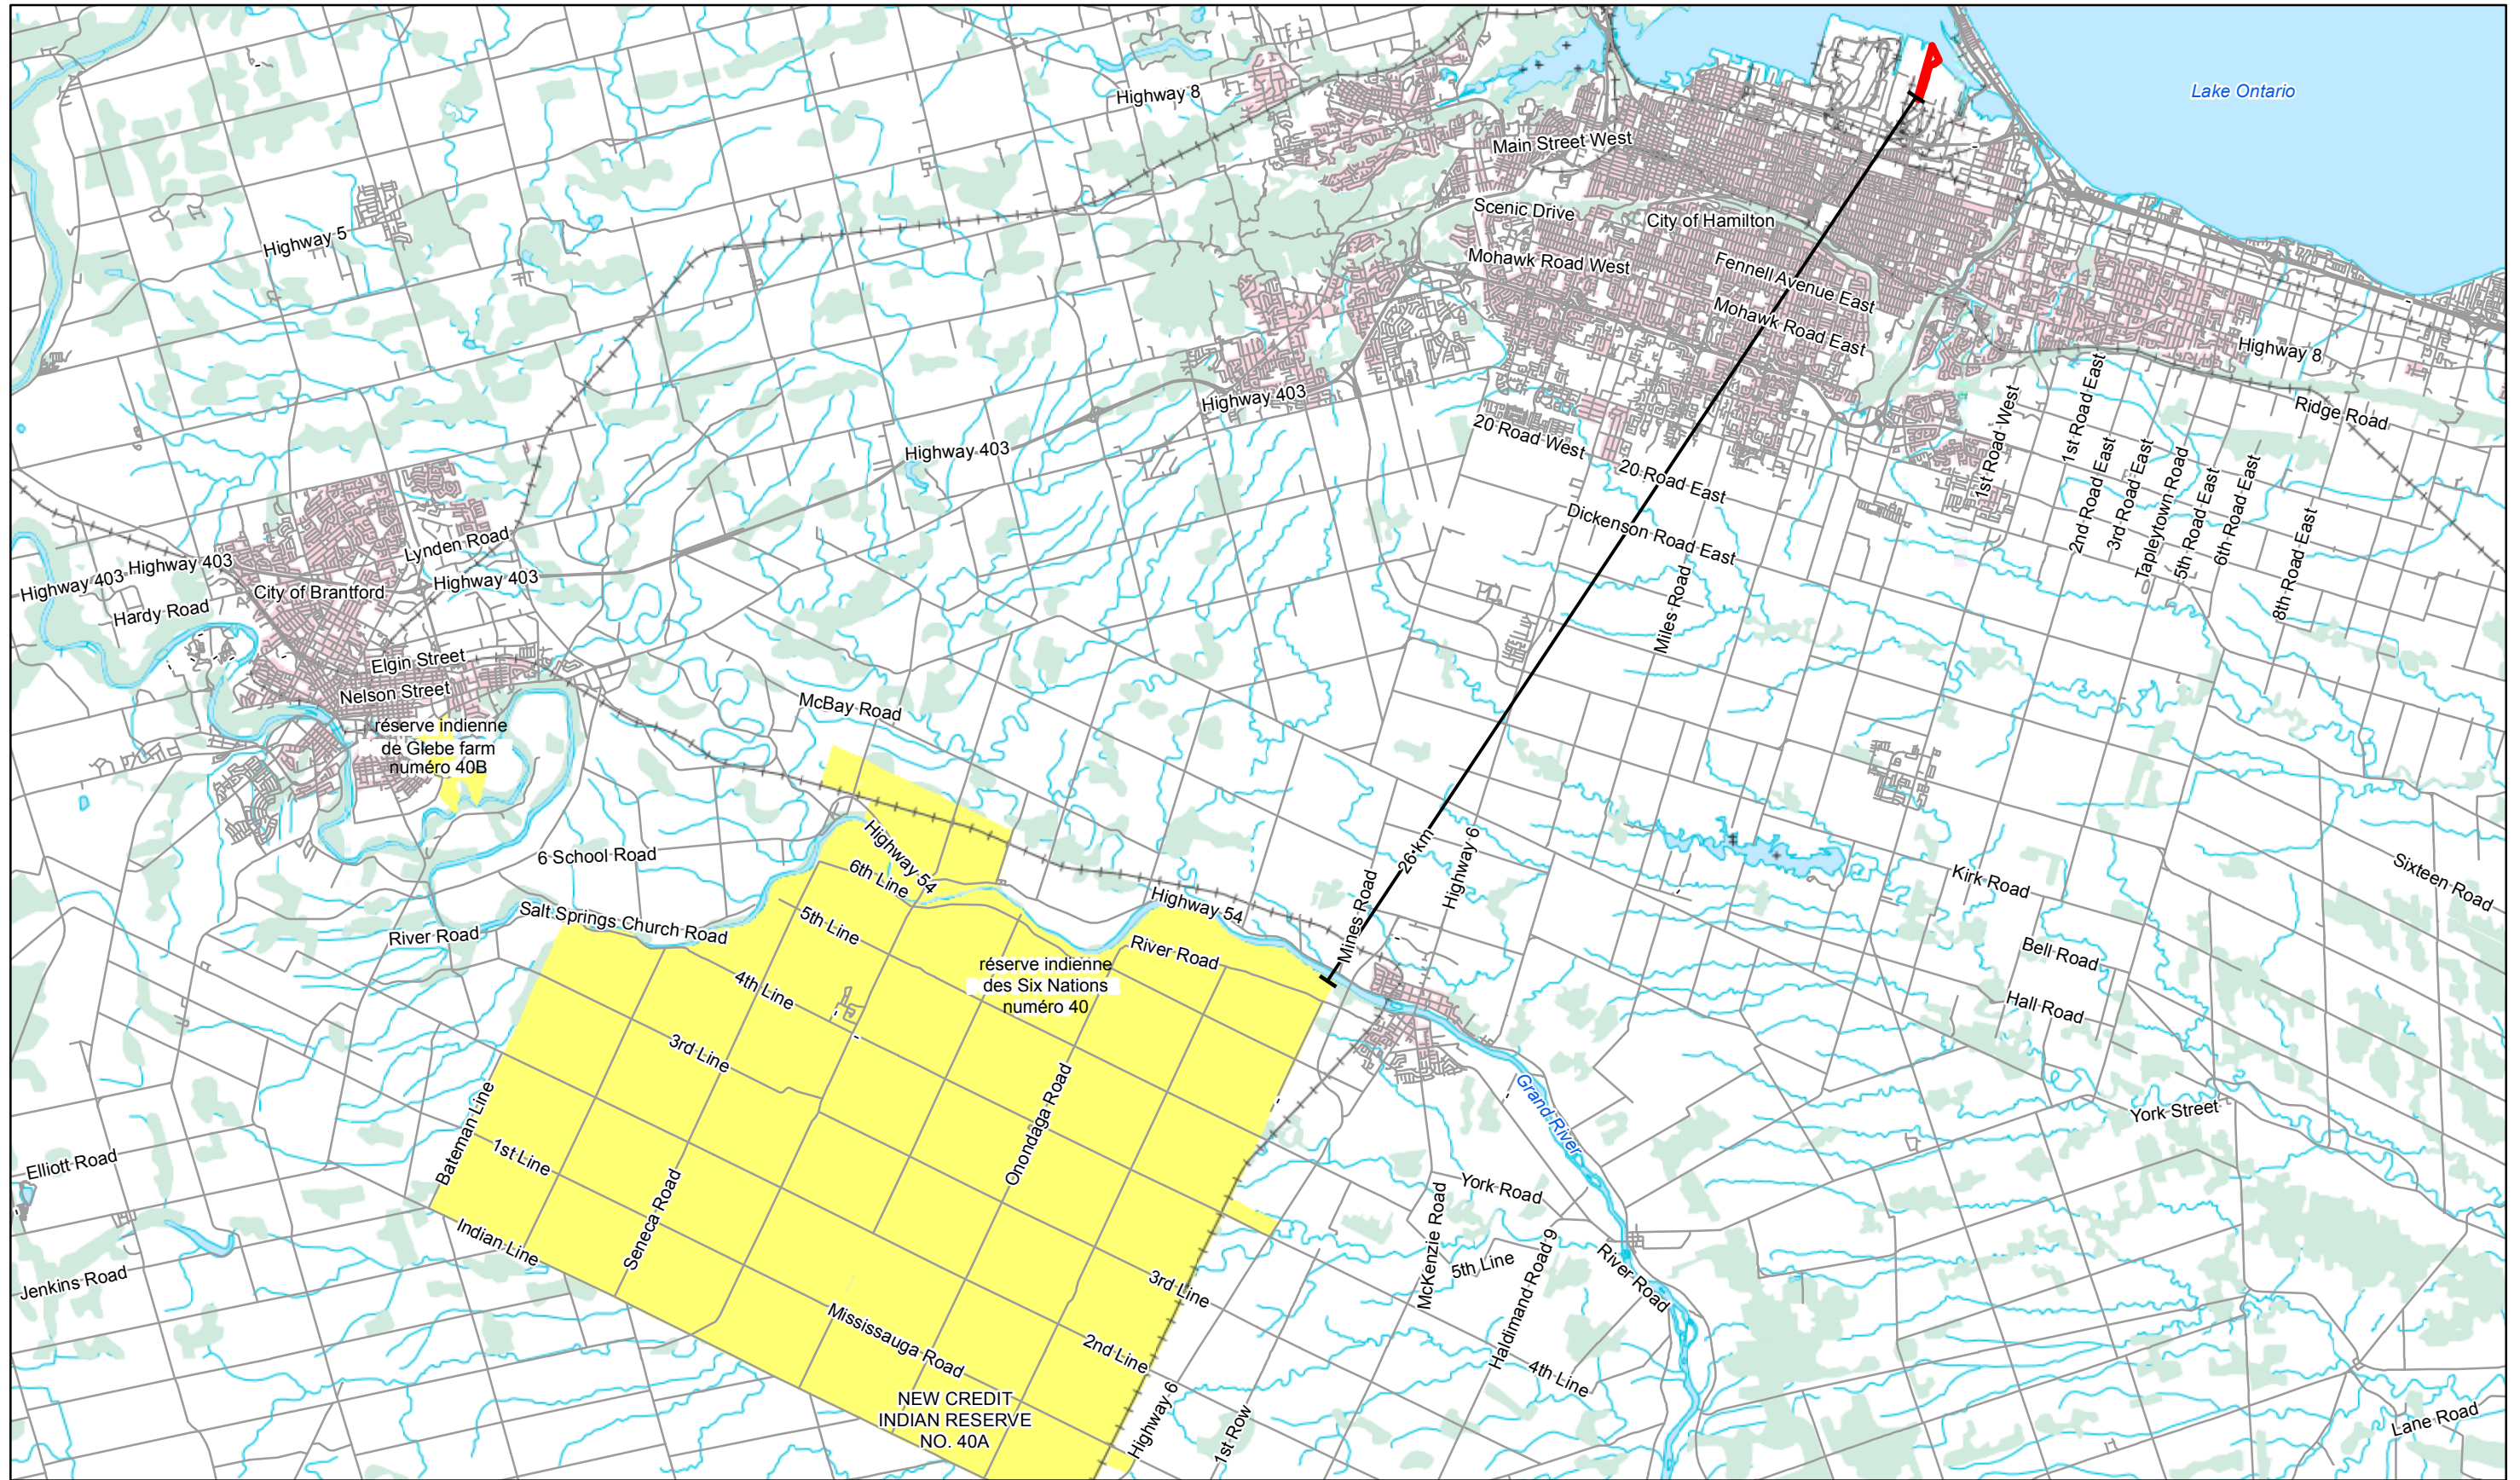 Highway 8
Lake Ontario
Main Street West
Scenic Drive
City of Hamilton
Highway 5
Mohawk Road West
Fennell Avenue East
Mohawk Road East
Highway 8
Highway 403
Ridge Road
20 Road West
20 Road East
1st Road West
1st Road East
2nd Road East
3rd Road East
Tapleytown Road
5th Road East
6th Road East
8th Road East
Highway 403
Dickenson Road East
Miles Road
Lynden Road
Highway 403
Highway 403
Highway 403
City of Brantford
Hardy Road
Elgin Street
Nelson Street
McBay Road
réserve indienne
de Glebe farm
numéro 40B
Highway 54
6 School Road
6th Line
26 km
Highway 6
Mines Road
Kirk Road
Sixteen Road
Salt Springs Church Road
River Road
5th Line
Highway 54
River Road
Bell Road
réserve indienne
des Six Nations
numéro 40
4th Line
Hall Road
3rd Line
Onondaga Road
Grand River
York Street
Bateman Line
1st Line
Elliott Road
Seneca Road
York Road
McKenzie Road
Indian Line
Jenkins Road
3rd Line
5th Line
Haldimand Road 9
River Road
Mississauga Road
2nd Line
4th Line
NEW CREDIT
INDIAN RESERVE
NO. 40A
Highway 6
1st Row
Lane Road